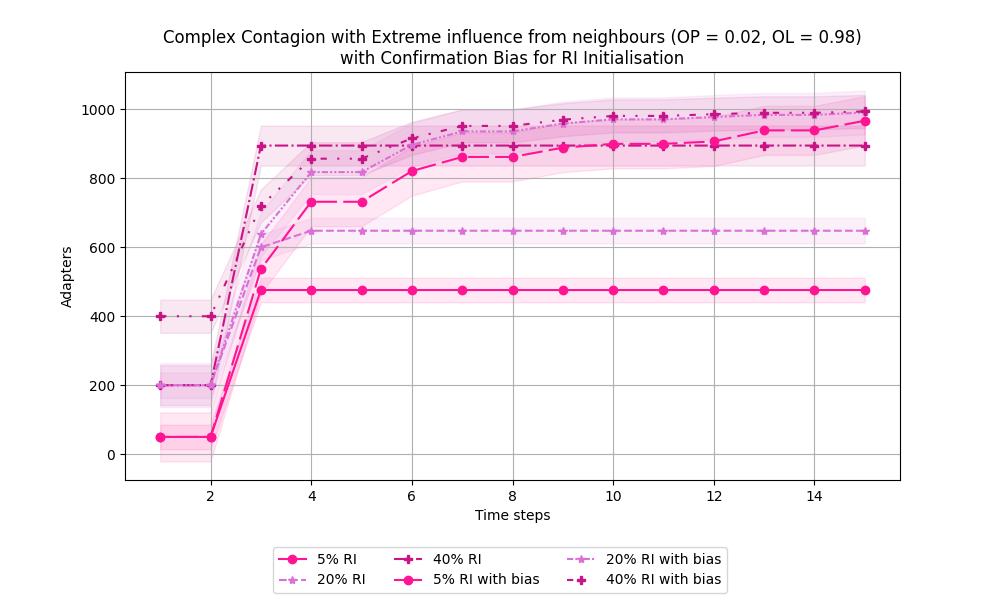 Complex Contagion with Extreme influence from neighbours (OP = 0.02, OL = 0.98)
with Confirmation Bias for RI Initialisation
Adapters
1000
800
600
400
200
0
2 4 6 8 10 12 14
Time steps
5% RI 40% RI 20% RI with bias
20% RI 5% RI with bias 40% RI with bias